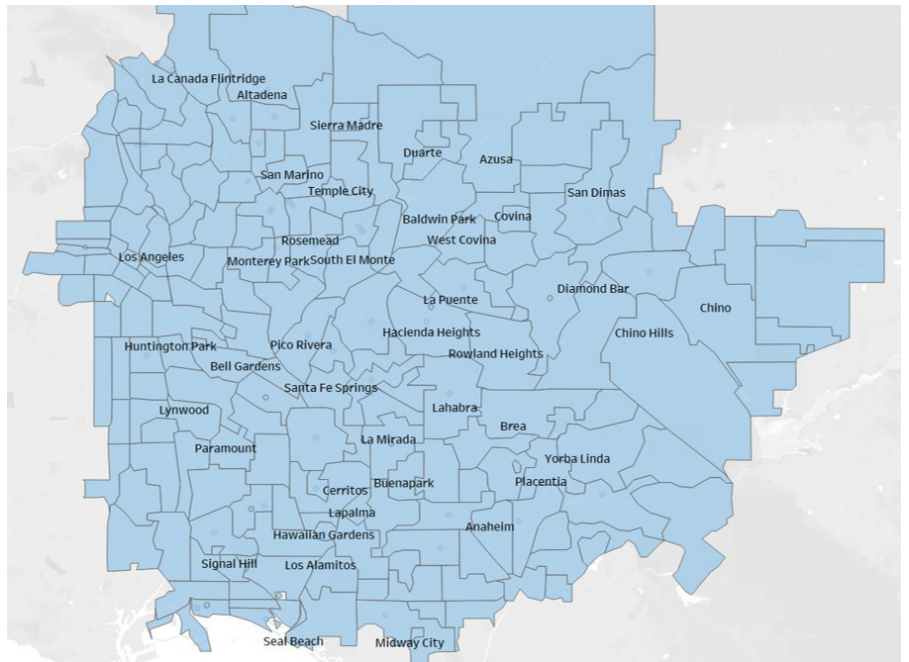 La Canada Flintridge
Altadena
Sierra Madre
Duarte
Azusa
San Marino
Temple City
San Dimas
Baldwin Park
Covina
Rosemead
West Covina
Los Angeles
Monterey Park
South El Monte
Diamond Bar
La Puente
Chino
Hacienda Heights
Chino Hills
Huntington Park
Pico Rivera
Rowland Heights
Bell Gardens
Santa Fe Springs
Lynwood
Lahabra
Brea
La Mirada
Paramount
Yorba Linda
Buenapark
Placentia
Cerritos
Lapalma
Anaheim
Hawaiian Gardens
Signal Hill
Los Alamitos
Seal Beach
Midway City